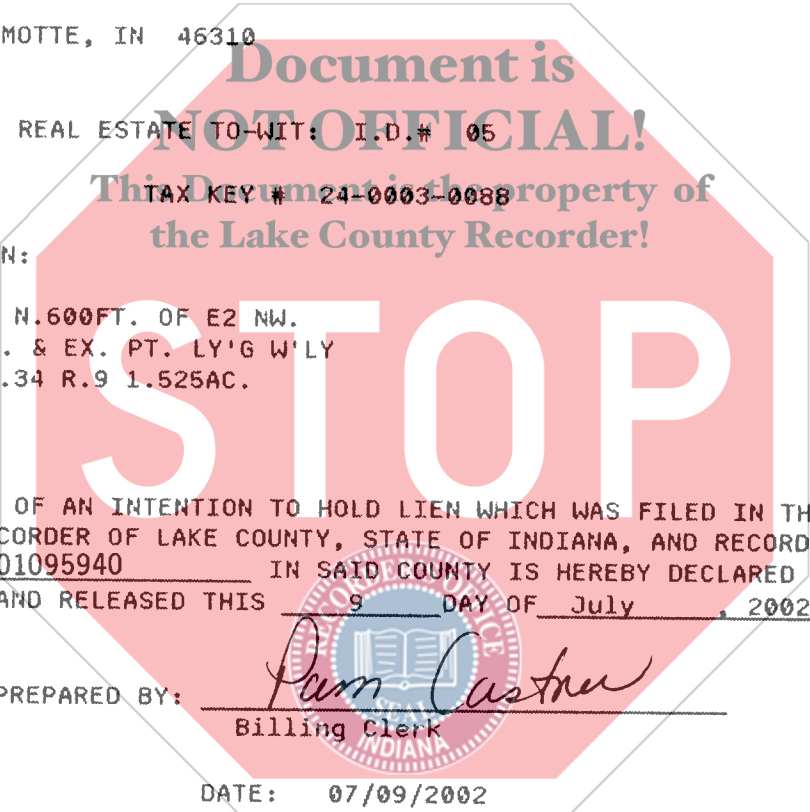 MOTTE, IN 46310
Document is
NOT OFFICIAL!
REAL ESTATE TO-WIT: I.D.# 05
This Document is the property of
TAX KEY # 24-0003-0088
the Lake County Recorder!
N:
N.600FT. OF E2 NW.
. & EX. PT. LY'G W'LY
.34 R.9 1.525AC.
STOP
OF AN INTENTION TO HOLD LIEN WHICH WAS FILED IN TH
CORDER OF LAKE COUNTY, STATE OF INDIANA, AND RECORD
01095940 IN SAID COUNTY IS HEREBY DECLARED
AND RELEASED THIS 9 DAY OF July , 2002
RECORDER OFFICE
SEAL
INDIANA
PREPARED BY: Pam Castner
Billing Clerk
DATE: 07/09/2002